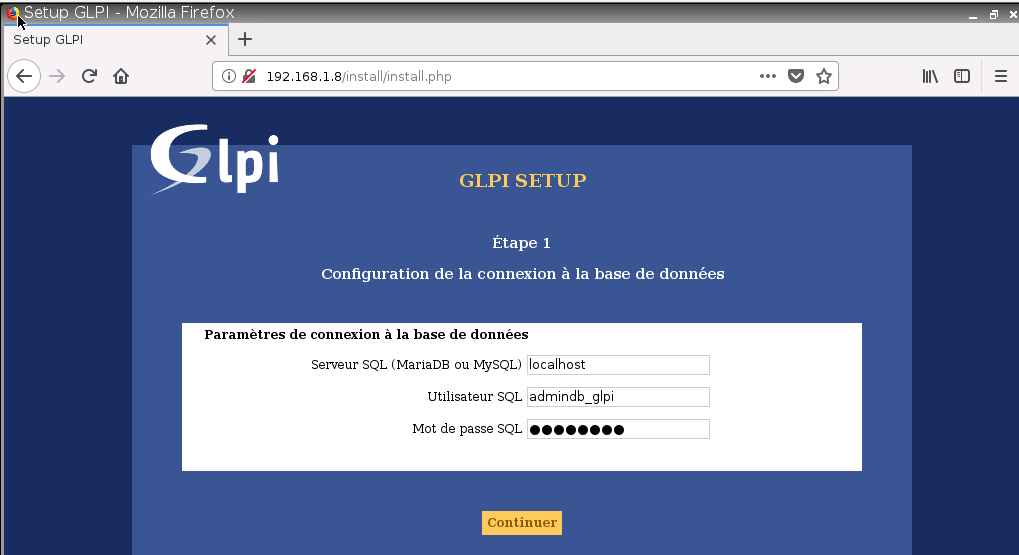 Setup GLPI - Mozilla Firefox
Setup GLPI
192.168.1.8/install/install.php
Glpi
GLPI SETUP
Étape 1
Configuration de la connexion à la base de données
Paramètres de connexion à la base de données
Serveur SQL (MariaDB ou MySQL) localhost
Utilisateur SQL admindb_glpi
Mot de passe SQL ●●●●●●●●
Continuer